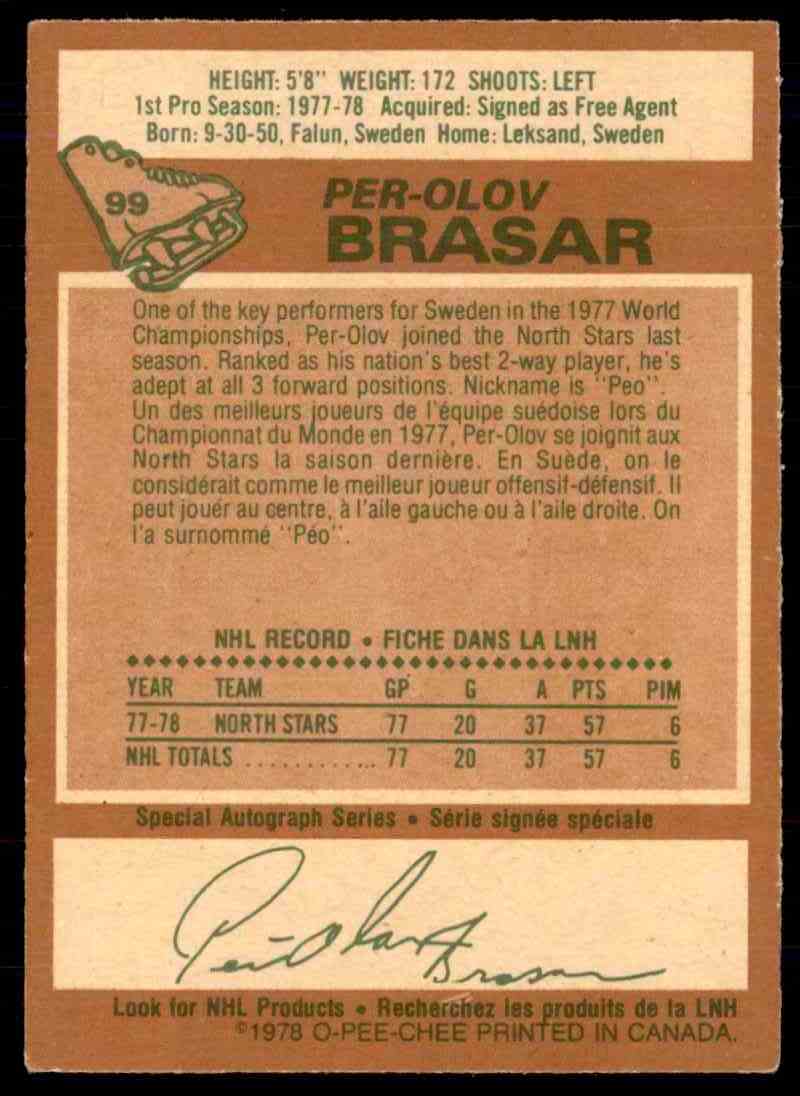 HEIGHT: 5'8" WEIGHT: 172 SHOOTS: LEFT
1st Pro Season: 1977-78 Acquired: Signed as Free Agent
Born: 9-30-50, Falun, Sweden Home: Leksand, Sweden
99
PER-OLOV
BRASAR
One of the key performers for Sweden in the 1977 World
Championships, Per-Olov joined the North Stars last
season. Ranked as his nation's best 2-way player, he's
adept at all 3 forward positions. Nickname is "Peo".
Un des meilleurs joueurs de l'équipe suédoise lors du
Championnat du Monde en 1977, Per-Olov se joignit aux
North Stars la saison dernière. En Suède, on le
considérait comme le meilleur joueur offensif-défensif. Il
peut jouer au centre, à l'aile gauche ou à l'aile droite. On
l'a surnommé "Péo".
NHL RECORD • FICHE DANS LA LNH
YEAR TEAM GP G A PTS PIM
77-78 NORTH STARS 77 20 37 57 6
NHL TOTALS ............ 77 20 37 57 6
Special Autograph Series • Série signée spéciale
Per-Olov Brasar
Look for NHL Products • Recherchez les produits de la LNH
©1978 O-PEE-CHEE PRINTED IN CANADA.